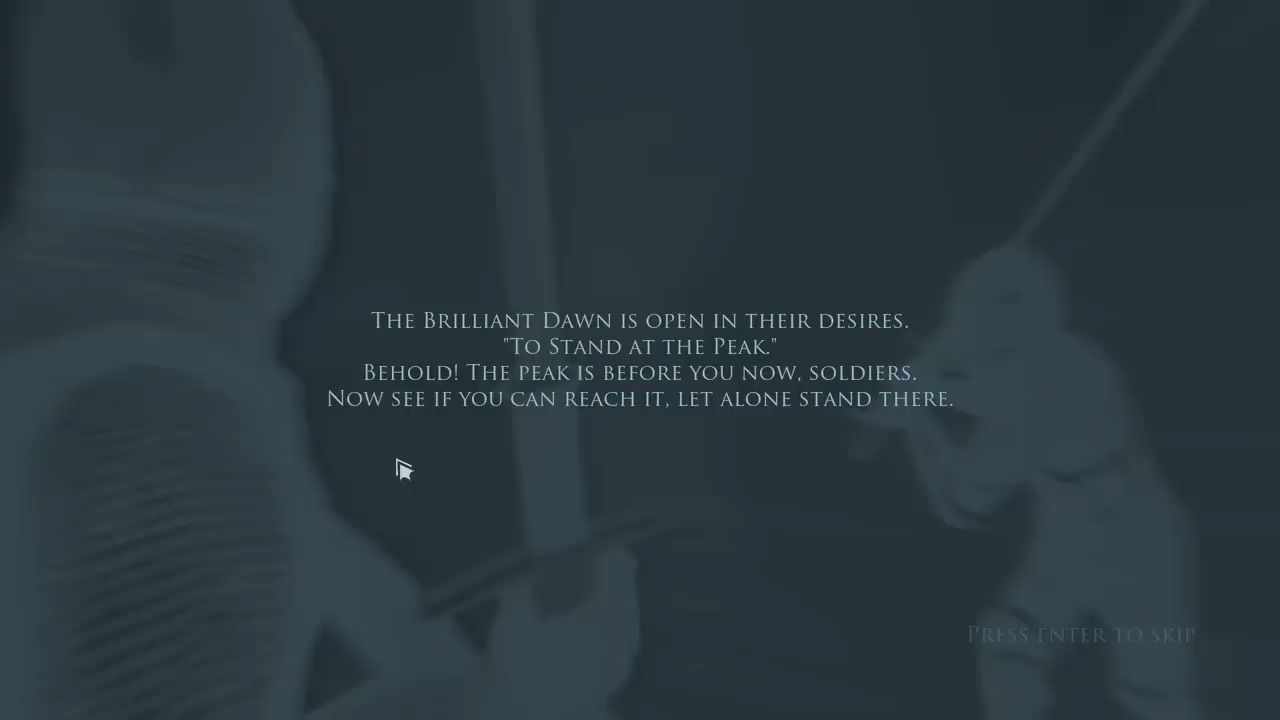 The Brilliant Dawn is open in their desires.
"To Stand at the Peak."
Behold! The peak is before you now, soldiers.
Now see if you can reach it, let alone stand there.
Press enter to skip